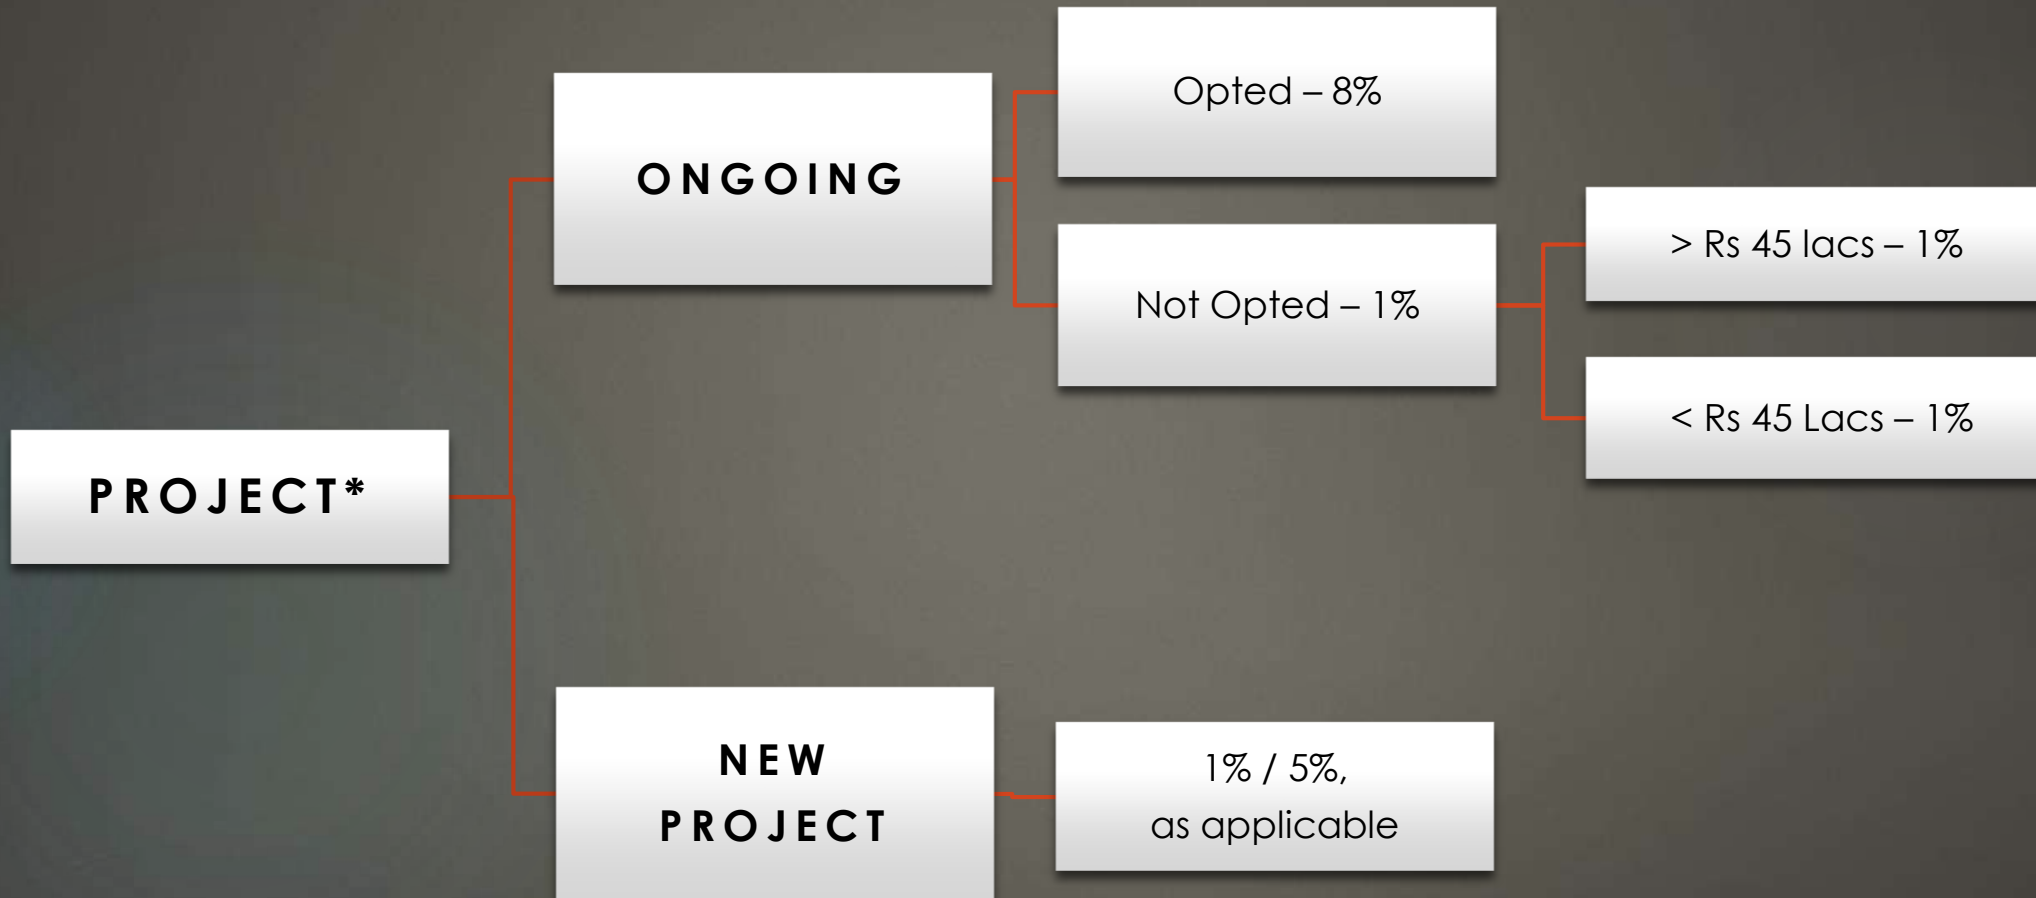 PROJECT*
ONGOING
Opted – 8%
Not Opted – 1%
> Rs 45 lacs – 1%
< Rs 45 Lacs – 1%
NEW
PROJECT
1% / 5%,
as applicable